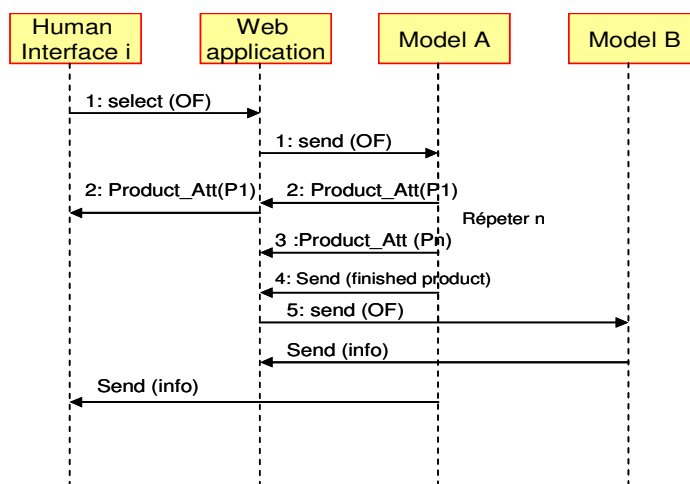 Human
Interface i
Web
application
Model A
Model B
1: select (OF)
1: send (OF)
2: Product_Att(P1)
2: Product_Att(P1)
Répeter n
3 :Product_Att (Pn)
4: Send (finished product)
5: send (OF)
Send (info)
Send (info)